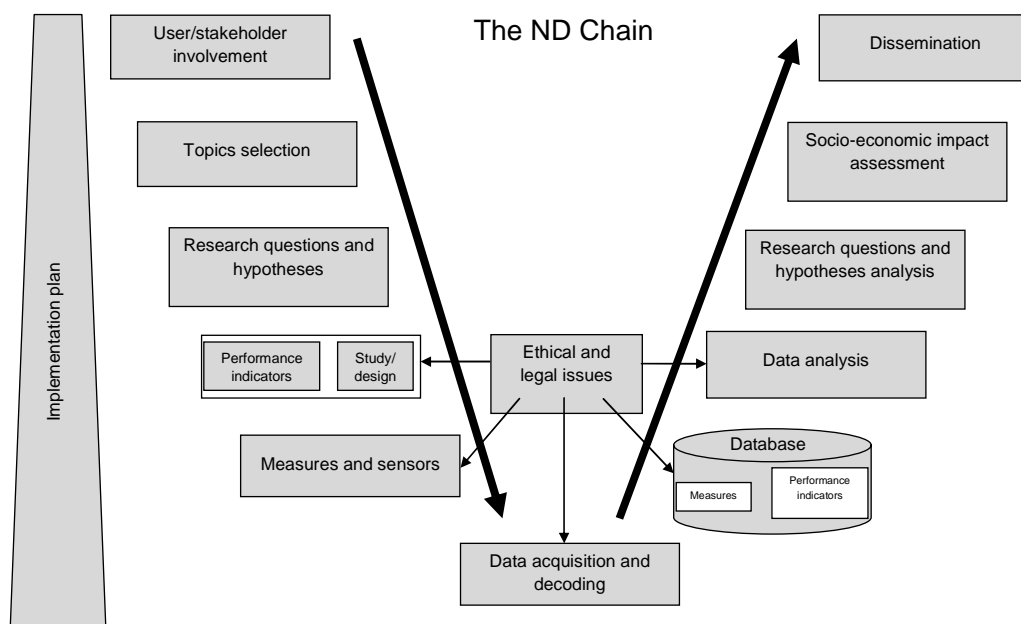 The ND Chain
Implementation plan
User/stakeholder
involvement
Topics selection
Research questions and
hypotheses
Performance
indicators
Study/
design
Measures and sensors
Ethical and
legal issues
Data acquisition and
decoding
Dissemination
Socio-economic impact
assessment
Research questions and
hypotheses analysis
Data analysis
Database
Measures
Performance
indicators